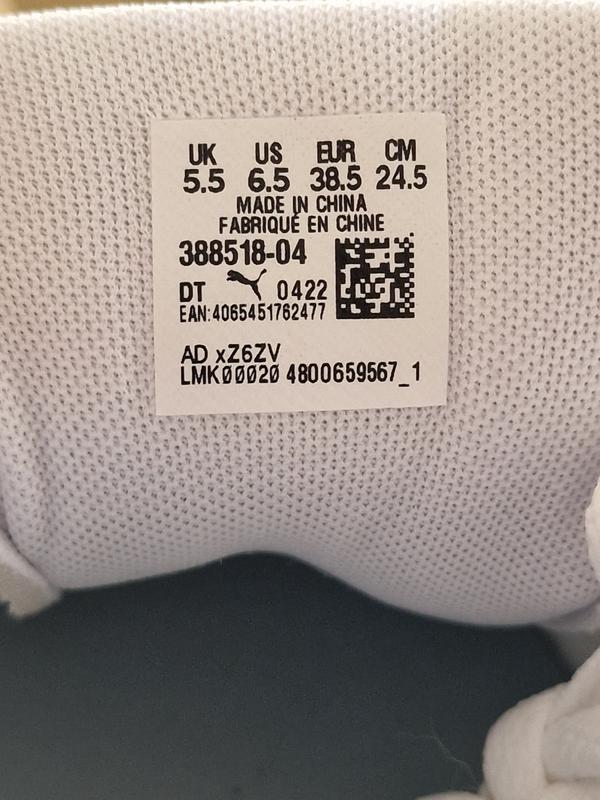 UK US EUR CM
5.5 6.5 38.5 24.5
MADE IN CHINA
FABRIQUÉ EN CHINE
388518-04
DT 0422
EAN:4065451762477
AD xZ6ZV
LMK00020 4800659567_1